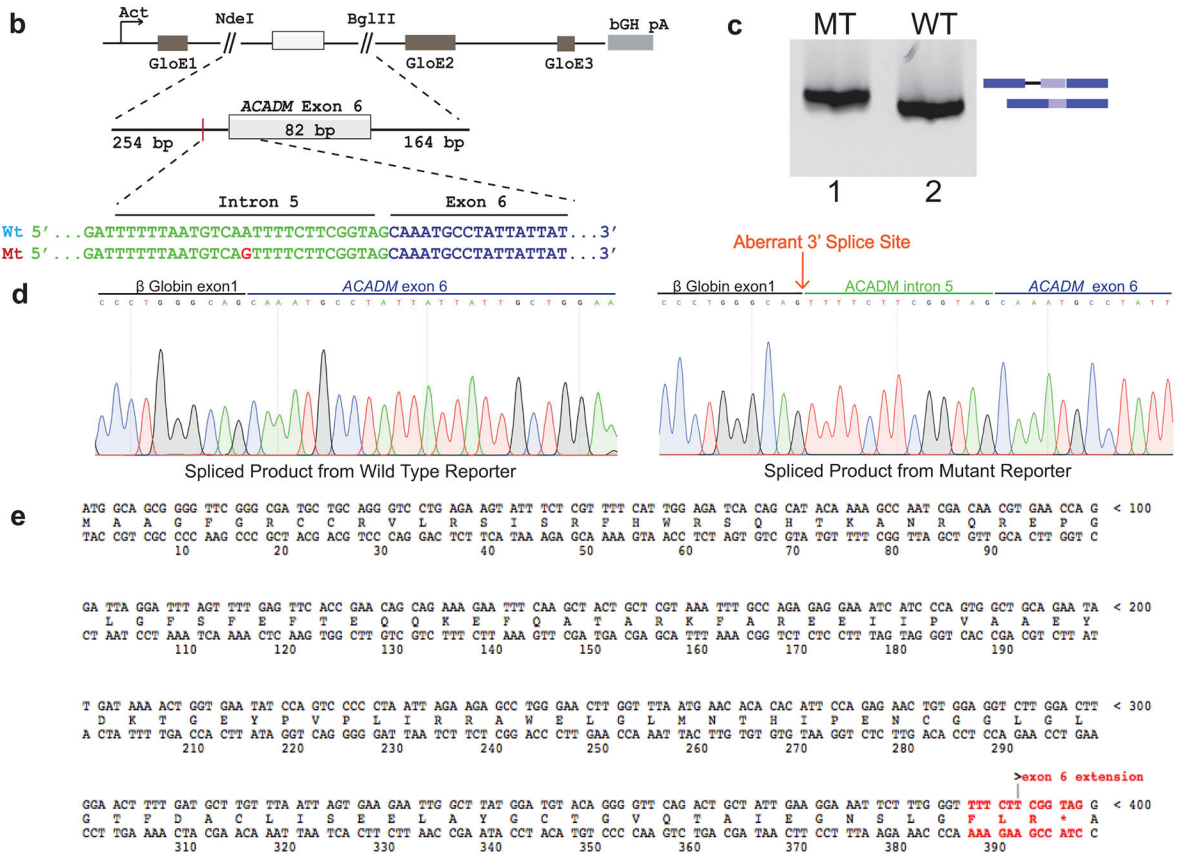 b
Act
NdeI
BglII
bGH pA
GloE1
GloE2
GloE3
ACADM Exon 6
82 bp
254 bp
164 bp
Intron 5
Exon 6
Wt 5′...GATTTTTTAATGTCAATTTTCTTCGGTAGCAAATGCCTATTATTAT...3′
Mt 5′...GATTTTTTAATGTCAGTTTTCTTCGGTAGCAAATGCCTATTATTAT...3′
c
MT
WT
1
2
d
β Globin exon1
ACADM exon 6
C C C T G G G C A G C A A A T G C C T A T T A T T A T T G C T G G A A
Spliced Product from Wild Type Reporter
Aberrant 3’ Splice Site
β Globin exon1
ACADM intron 5
ACADM exon 6
C C C T G G G C A G T T T T C T T C G G T A G C A A A T G C C T A T T
Spliced Product from Mutant Reporter
e
ATG GCA GCG GGG TTC GGG CGA TGC TGC AGG GTC CTG AGA AGT ATT TCT CGT TTT CAT TGG AGA TCA CAG CAT ACA AAA GCC AAT CGA CAA CGT GAA CCA G < 100
M A A G F G R C C R V L R S I S R F H W R S Q H T K A N R Q R E P G
TAC CGT CGC CCC AAG CCC GCT ACG ACG TCC CAG GAC TCT TCA TAA AGA GCA AAA GTA ACC TCT AGT GTC GTA TGT TTT CGG TTA GCT GTT GCA CTT GGT C
10 20 30 40 50 60 70 80 90
GA TTA GGA TTT AGT TTT GAG TTC ACC GAA CAG CAG AAA GAA TTT CAA GCT ACT GCT CGT AAA TTT GCC AGA GAG GAA ATC ATC CCA GTG GCT GCA GAA TA < 200
L G F S F E F T E Q Q K E F Q A T A R K F A R E E I I P V A A E Y
CT AAT CCT AAA TCA AAA CTC AAG TGG CTT GTC GTC TTT CTT AAA GTT CGA TGA CGA GCA TTT AAA CGG TCT CTC CTT TAG TAG GGT CAC CGA CGT CTT AT
110 120 130 140 150 160 170 180 190
T GAT AAA ACT GGT GAA TAT CCA GTC CCC CTA ATT AGA AGA GCC TGG GAA CTT GGT TTA ATG AAC ACA CAC ATT CCA GAG AAC TGT GGA GGT CTT GGA CTT < 300
D K T G E Y P V P L I R R A W E L G L M N T H I P E N C G G L G L
A CTA TTT TGA CCA CTT ATA GGT CAG GGG GAT TAA TCT TCT CGG ACC CTT GAA CCA AAT TAC TTG TGT GTG TAA GGT CTC TTG ACA CCT CCA GAA CCT GAA
210 220 230 240 250 260 270 280 290
>exon 6 extension
GGA ACT TTT GAT GCT TGT TTA ATT AGT GAA GAA TTG GCT TAT GGA TGT ACA GGG GTT CAG ACT GCT ATT GAA GGA AAT TCT TTG GGT TTT CTT CGG TAG G < 400
G T F D A C L I S E E L A Y G C T G V Q T A I E G N S L G F L R * A
CCT TGA AAA CTA CGA ACA AAT TAA TCA CTT CTT AAC CGA ATA CCT ACA TGT CCC CAA GTC TGA CGA TAA CTT CCT TTA AGA AAC CCA AAA GAA GCC ATC C
310 320 330 340 350 360 370 380 390